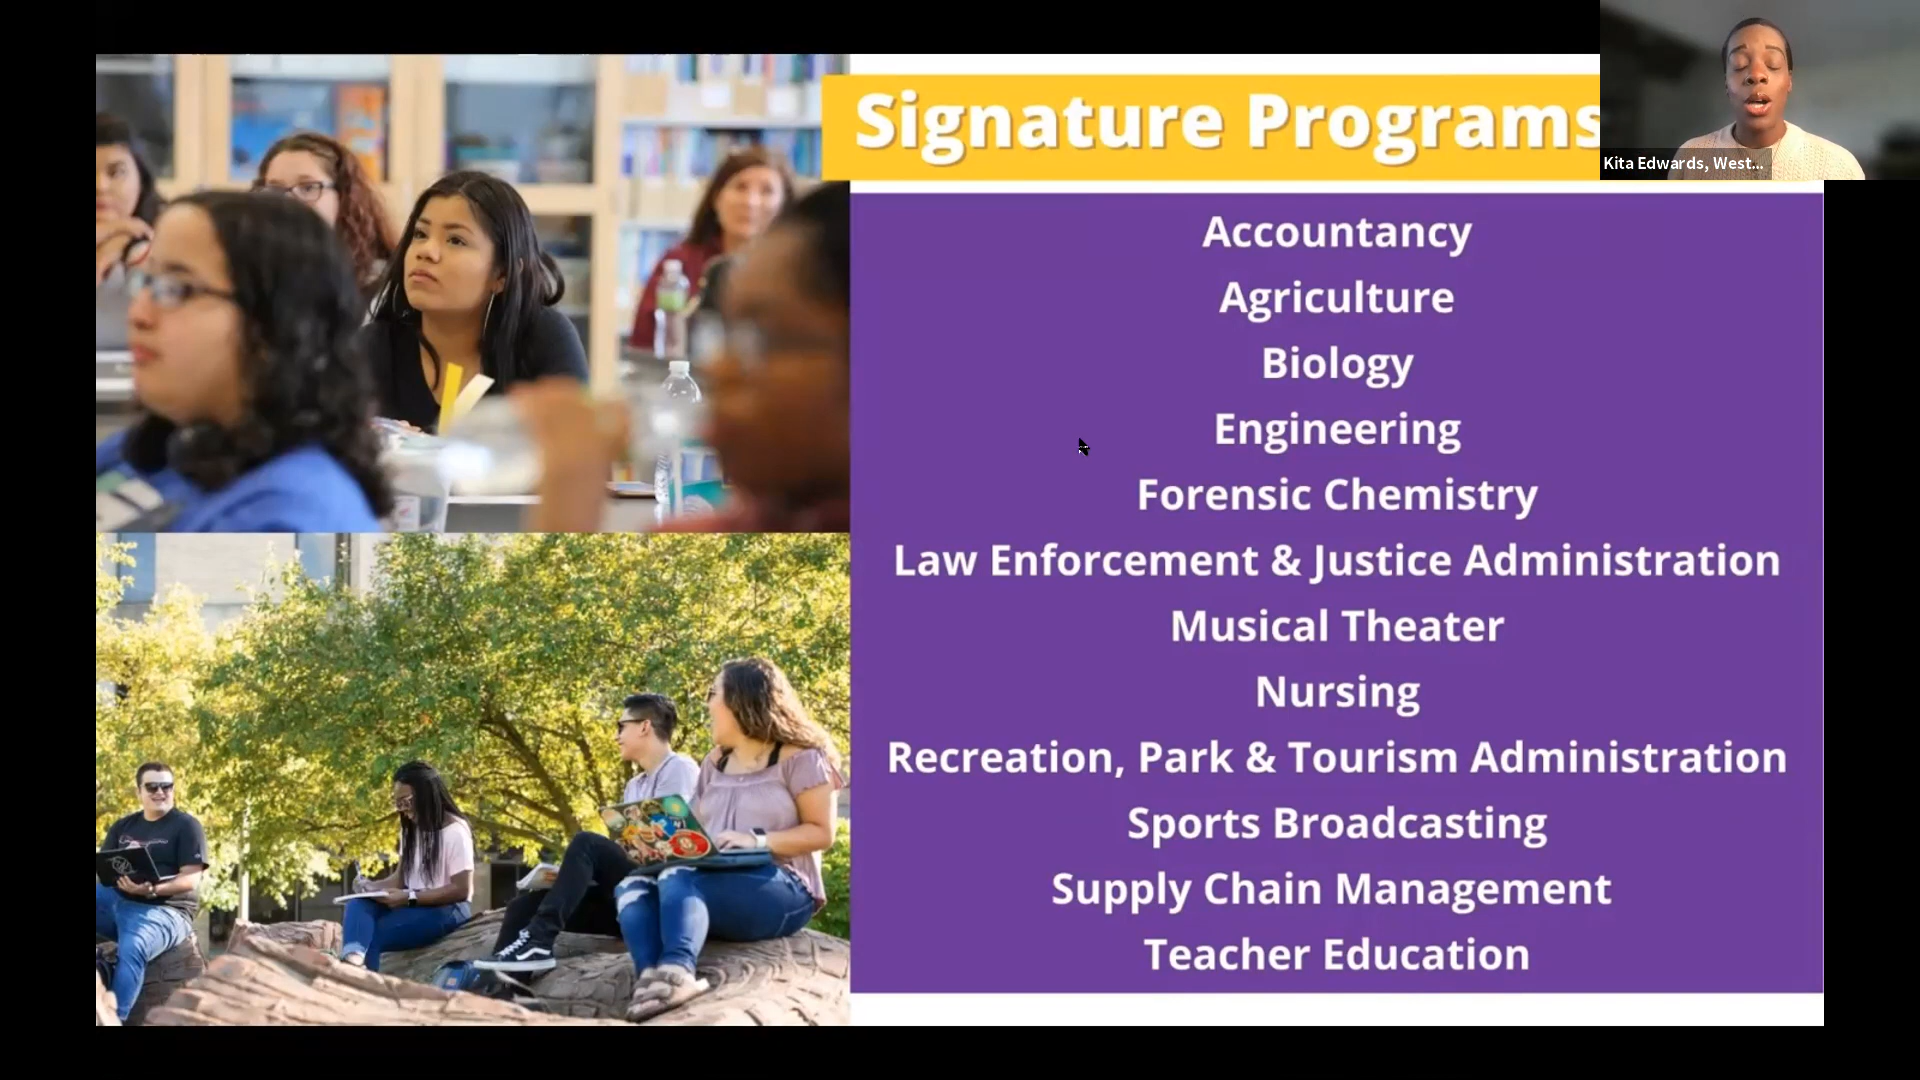 Signature Programs
Kita Edwards, West...
Accountancy
Agriculture
Biology
Engineering
Forensic Chemistry
Law Enforcement & Justice Administration
Musical Theater
Nursing
Recreation, Park & Tourism Administration
Sports Broadcasting
Supply Chain Management
Teacher Education